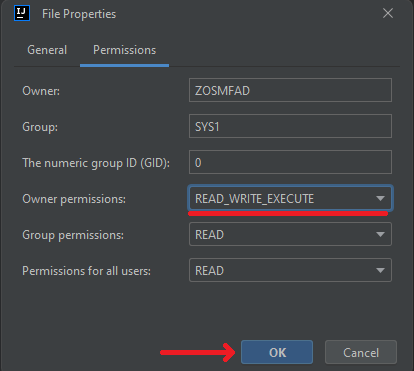 IJ File Properties
General Permissions
Owner: ZOSMFAD
Group: SYS1
The numeric group ID (GID): 0
Owner permissions: READ_WRITE_EXECUTE
Group permissions: READ
Permissions for all users: READ
OK Cancel